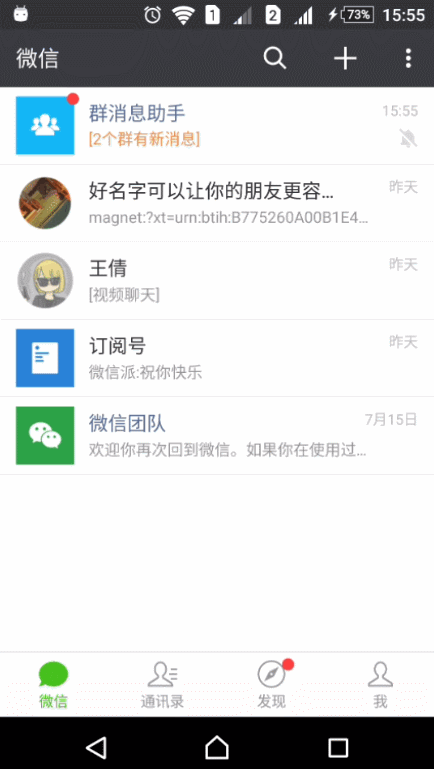 1 2 73% 15:55
微信
群消息助手 15:55
[2个群有新消息]
好名字可以让你的朋友更容... 昨天
magnet:?xt=urn:btih:B775260A00B1E4...
王倩 昨天
[视频聊天]
订阅号 昨天
微信派:祝你快乐
微信团队 7月15日
欢迎你再次回到微信。如果你在使用过...
微信 通讯录 发现 我